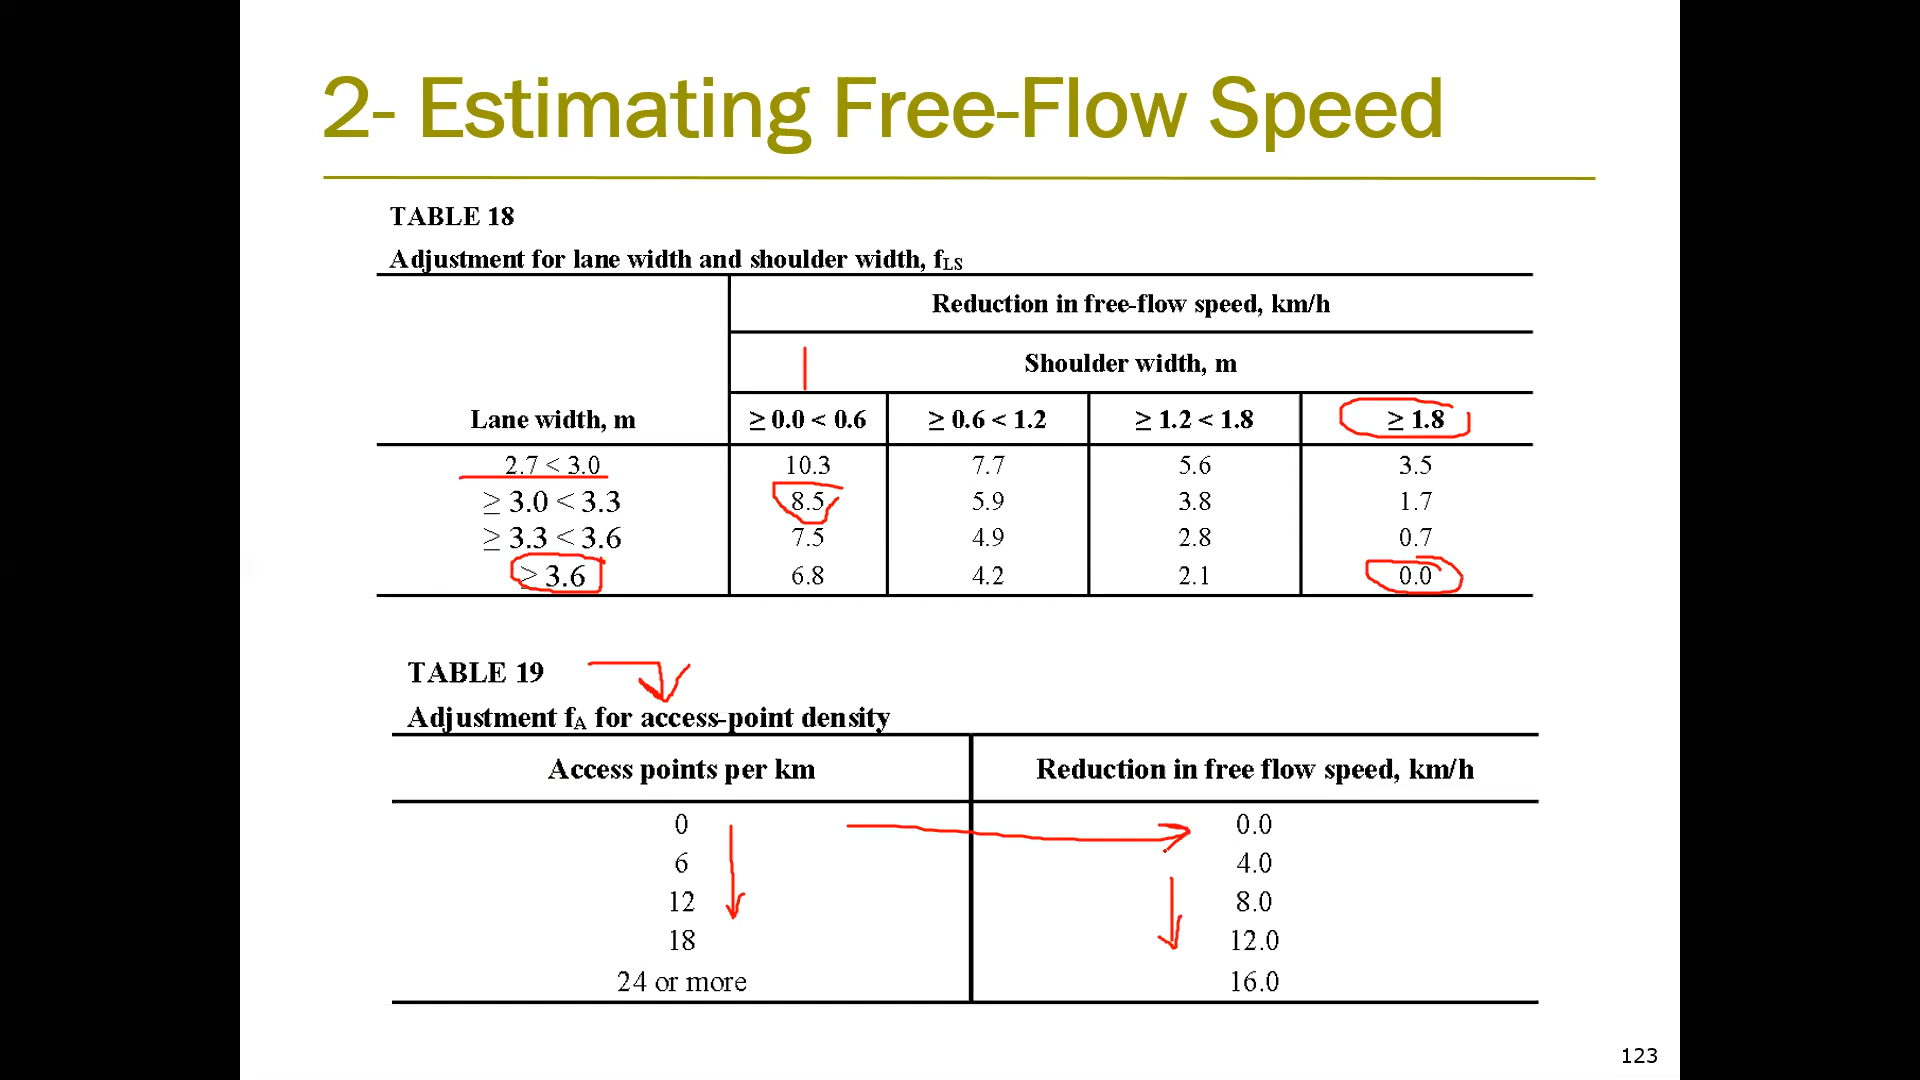 2- Estimating Free-Flow Speed
TABLE 18
Adjustment for lane width and shoulder width, fLS
Reduction in free-flow speed, km/h
Shoulder width, m
Lane width, m ≥ 0.0 < 0.6 ≥ 0.6 < 1.2 ≥ 1.2 < 1.8 ≥ 1.8
2.7 < 3.0 10.3 7.7 5.6 3.5
≥ 3.0 < 3.3 8.5 5.9 3.8 1.7
≥ 3.3 < 3.6 7.5 4.9 2.8 0.7
≥ 3.6 6.8 4.2 2.1 0.0
TABLE 19
Adjustment fA for access-point density
Access points per km Reduction in free flow speed, km/h
0 0.0
6 4.0
12 8.0
18 12.0
24 or more 16.0
123